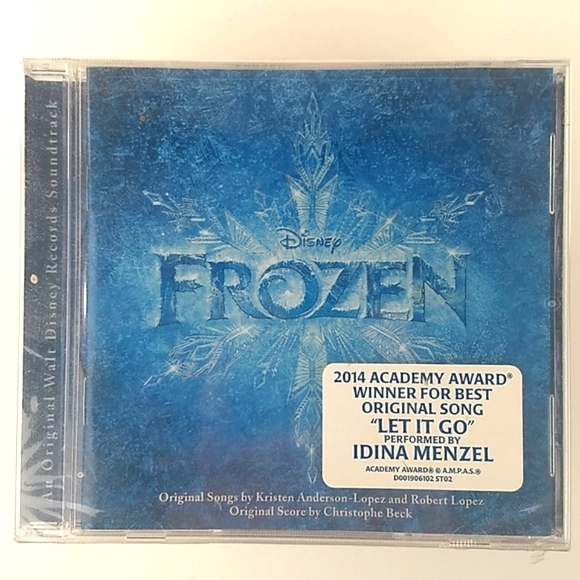 An Original Walt Disney Records Soundtrack
Disney
FROZEN
2014 ACADEMY AWARD®
WINNER FOR BEST
ORIGINAL SONG
"LET IT GO"
PERFORMED BY
IDINA MENZEL
ACADEMY AWARD® © A.M.P.A.S.®
D001906102 ST02
Original Songs by Kristen Anderson-Lopez and Robert Lopez
Original Score by Christophe Beck